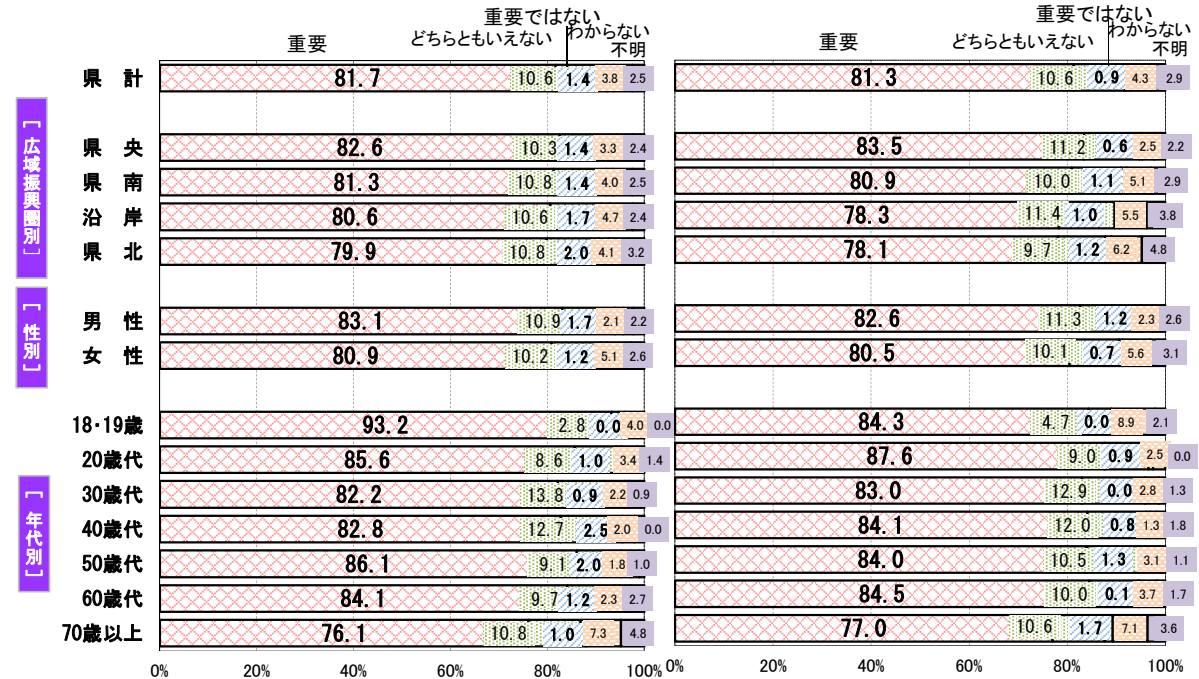 重要 どちらともいえない 重要ではない わからない 不明
重要 どちらともいえない 重要ではない わからない 不明
県 計 81.7 10.6 1.4 3.8 2.5 81.3 10.6 0.9 4.3 2.9
[広域振興圏別]
県 央 82.6 10.3 1.4 3.3 2.4 83.5 11.2 0.6 2.5 2.2
県 南 81.3 10.8 1.4 4.0 2.5 80.9 10.0 1.1 5.1 2.9
沿 岸 80.6 10.6 1.7 4.7 2.4 78.3 11.4 1.0 5.5 3.8
県 北 79.9 10.8 2.0 4.1 3.2 78.1 9.7 1.2 6.2 4.8
[性別]
男 性 83.1 10.9 1.7 2.1 2.2 82.6 11.3 1.2 2.3 2.6
女 性 80.9 10.2 1.2 5.1 2.6 80.5 10.1 0.7 5.6 3.1
[年代別]
18・19歳 93.2 2.8 0.0 4.0 0.0 84.3 4.7 0.0 8.9 2.1
20歳代 85.6 8.6 1.0 3.4 1.4 87.6 9.0 0.9 2.5 0.0
30歳代 82.2 13.8 0.9 2.2 0.9 83.0 12.9 0.0 2.8 1.3
40歳代 82.8 12.7 2.5 2.0 0.0 84.1 12.0 0.8 1.3 1.8
50歳代 86.1 9.1 2.0 1.8 1.0 84.0 10.5 1.3 3.1 1.1
60歳代 84.1 9.7 1.2 2.3 2.7 84.5 10.0 0.1 3.7 1.7
70歳以上 76.1 10.8 1.0 7.3 4.8 77.0 10.6 1.7 7.1 3.6
0% 20% 40% 60% 80% 100% 0% 20% 40% 60% 80% 100%